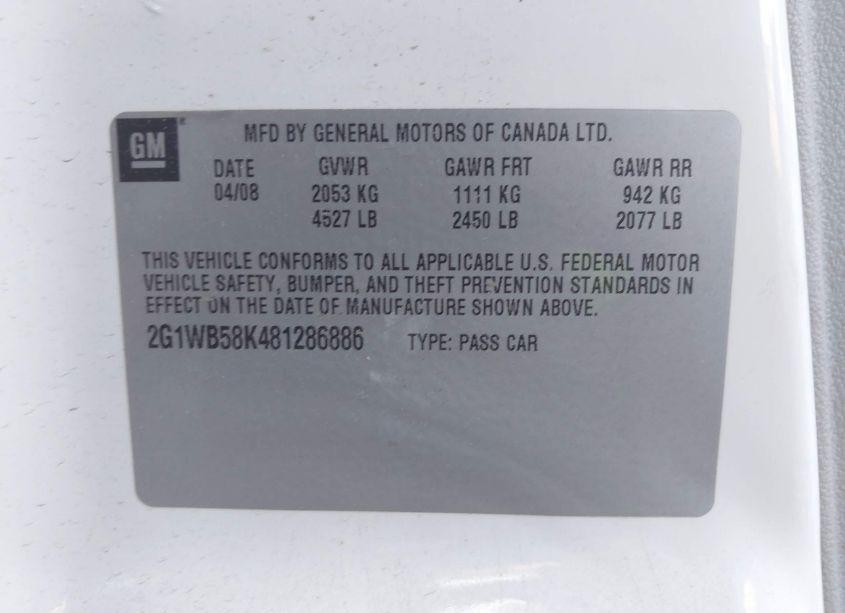 GM
MFD BY GENERAL MOTORS OF CANADA LTD.
DATE GVWR GAWR FRT GAWR RR
04/08 2053 KG 1111 KG 942 KG
4527 LB 2450 LB 2077 LB
THIS VEHICLE CONFORMS TO ALL APPLICABLE U.S. FEDERAL MOTOR
VEHICLE SAFETY, BUMPER, AND THEFT PREVENTION STANDARDS IN
EFFECT ON THE DATE OF MANUFACTURE SHOWN ABOVE.
2G1WB58K481286886 TYPE: PASS CAR